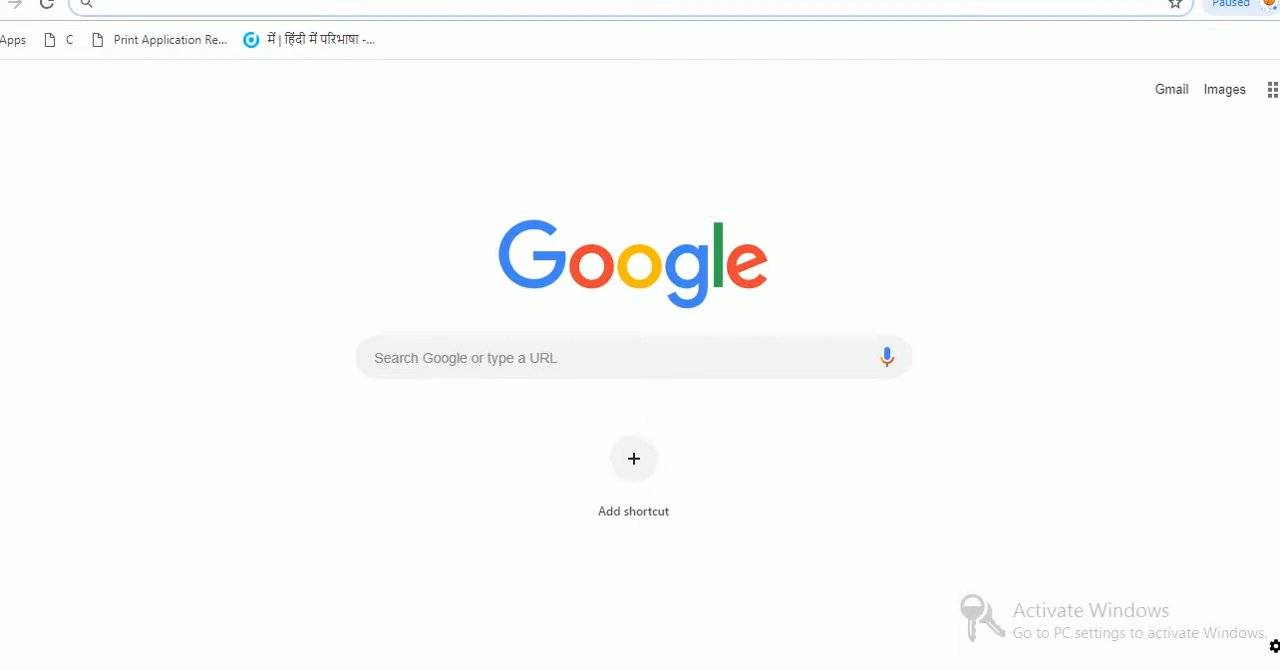 Paused
Apps C Print Application Re... में | हिंदी में परिभाषा -...
Gmail Images
Google
Search Google or type a URL
Add shortcut
Activate Windows
Go to PC settings to activate Windows.